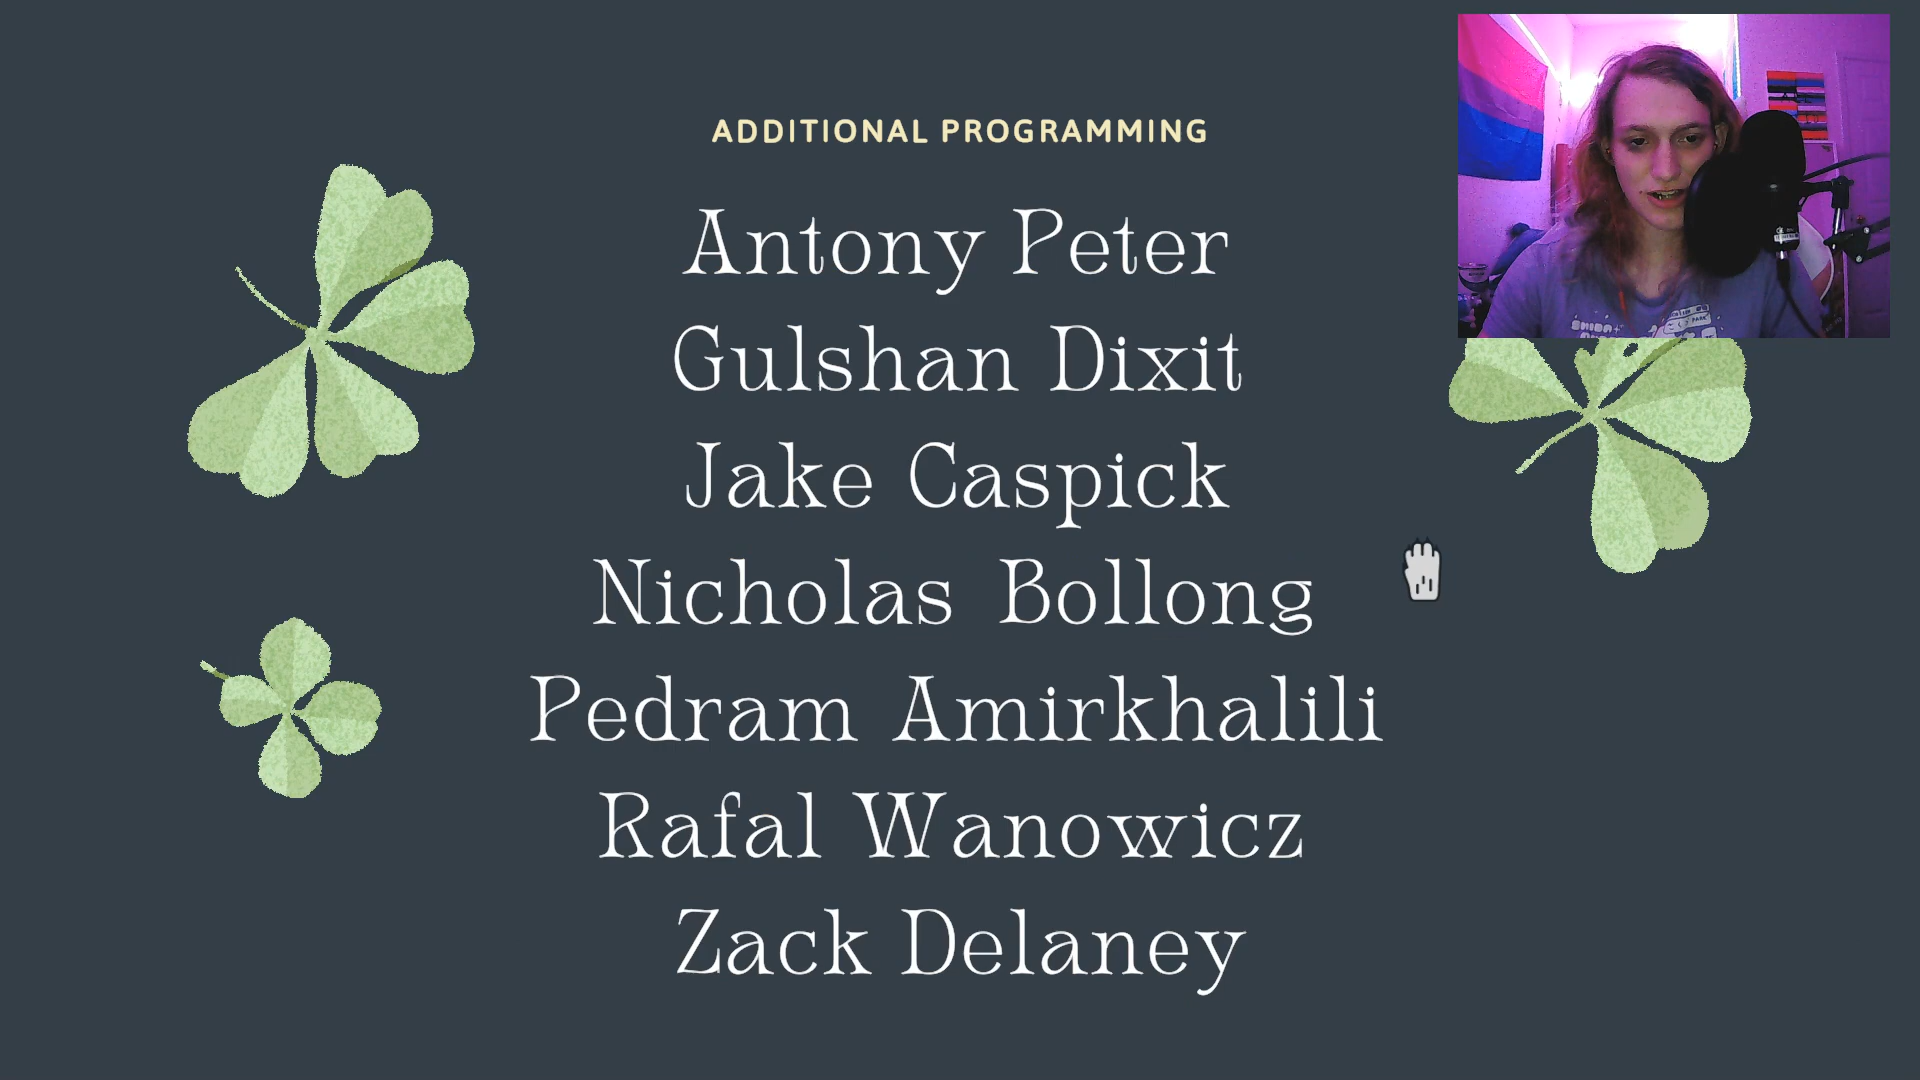 ADDITIONAL PROGRAMMING
Antony Peter
Gulshan Dixit
Jake Caspick
Nicholas Bollong
Pedram Amirkhalili
Rafal Wanowicz
Zack Delaney